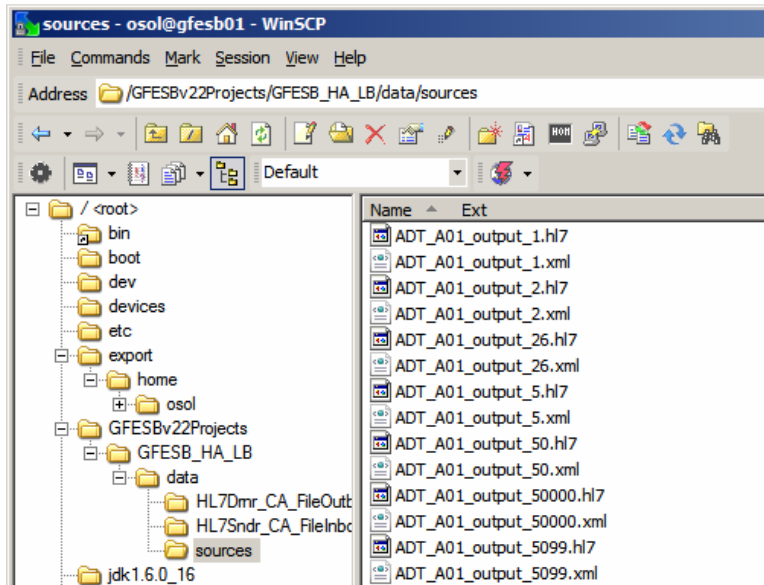 sources - osol@gfesb01 - WinSCP
File Commands Mark Session View Help
Address /GFESBv22Projects/GFESB_HA_LB/data/sources
Default
/ <root>
bin
boot
dev
devices
etc
export
home
osol
GFESBv22Projects
GFESB_HA_LB
data
HL7Dmr_CA_FileOutb
HL7Sndr_CA_FileInbo
sources
jdk1.6.0_16
Name Ext
ADT_A01_output_1.hl7
ADT_A01_output_1.xml
ADT_A01_output_2.hl7
ADT_A01_output_2.xml
ADT_A01_output_26.hl7
ADT_A01_output_26.xml
ADT_A01_output_5.hl7
ADT_A01_output_5.xml
ADT_A01_output_50.hl7
ADT_A01_output_50.xml
ADT_A01_output_50000.hl7
ADT_A01_output_50000.xml
ADT_A01_output_5099.hl7
ADT_A01_output_5099.xml